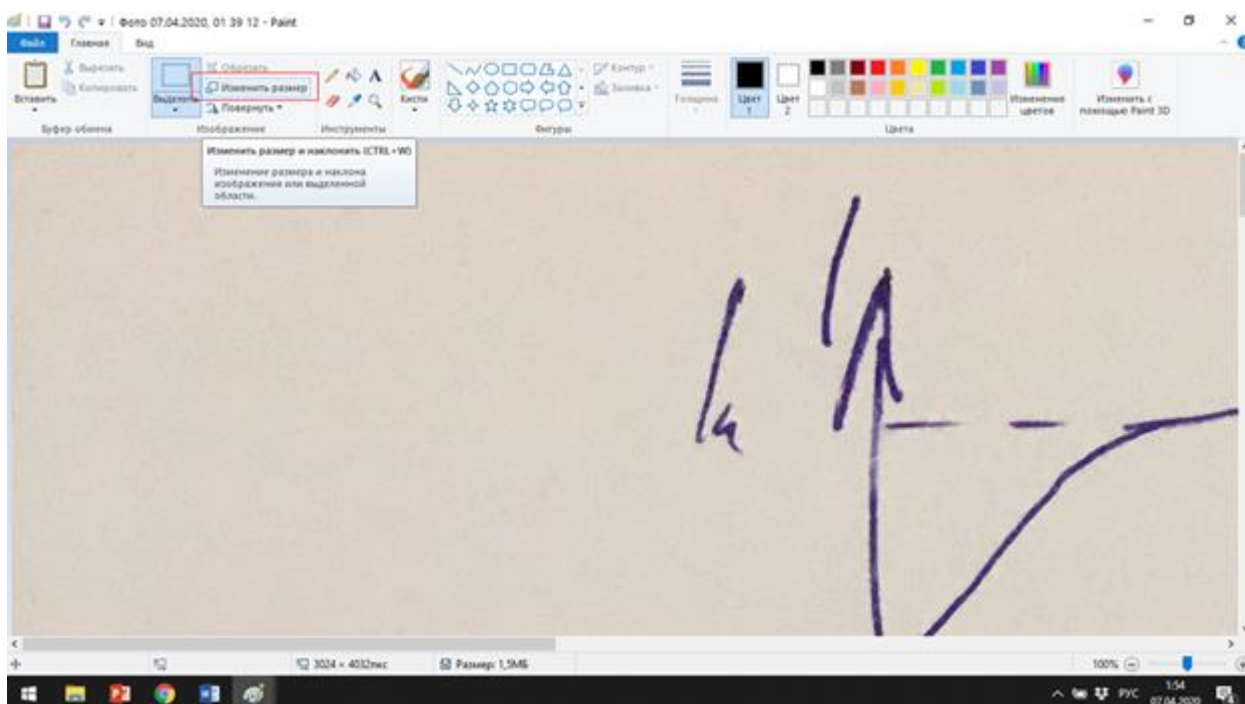 Фото 07.04.2020, 01 39 12 - Paint
Файл Главная Вид
Вставить
Вырезать
Копировать
Буфер обмена
Выделить
Обрезать
Изменить размер
Повернуть
Изображение
Инструменты
Кисти
Контур
Заливка
Фигуры
Толщина
Цвет 1
Цвет 2
Изменение цветов
Цвета
Изменить с помощью Paint 3D
Изменить размер и наклонить (CTRL+W)
Изменение размера и наклона
изображения или выделенной
области.
3024 × 4032пкс
Размер: 1,5МБ
100%
РУС
1:54
07.04.2020